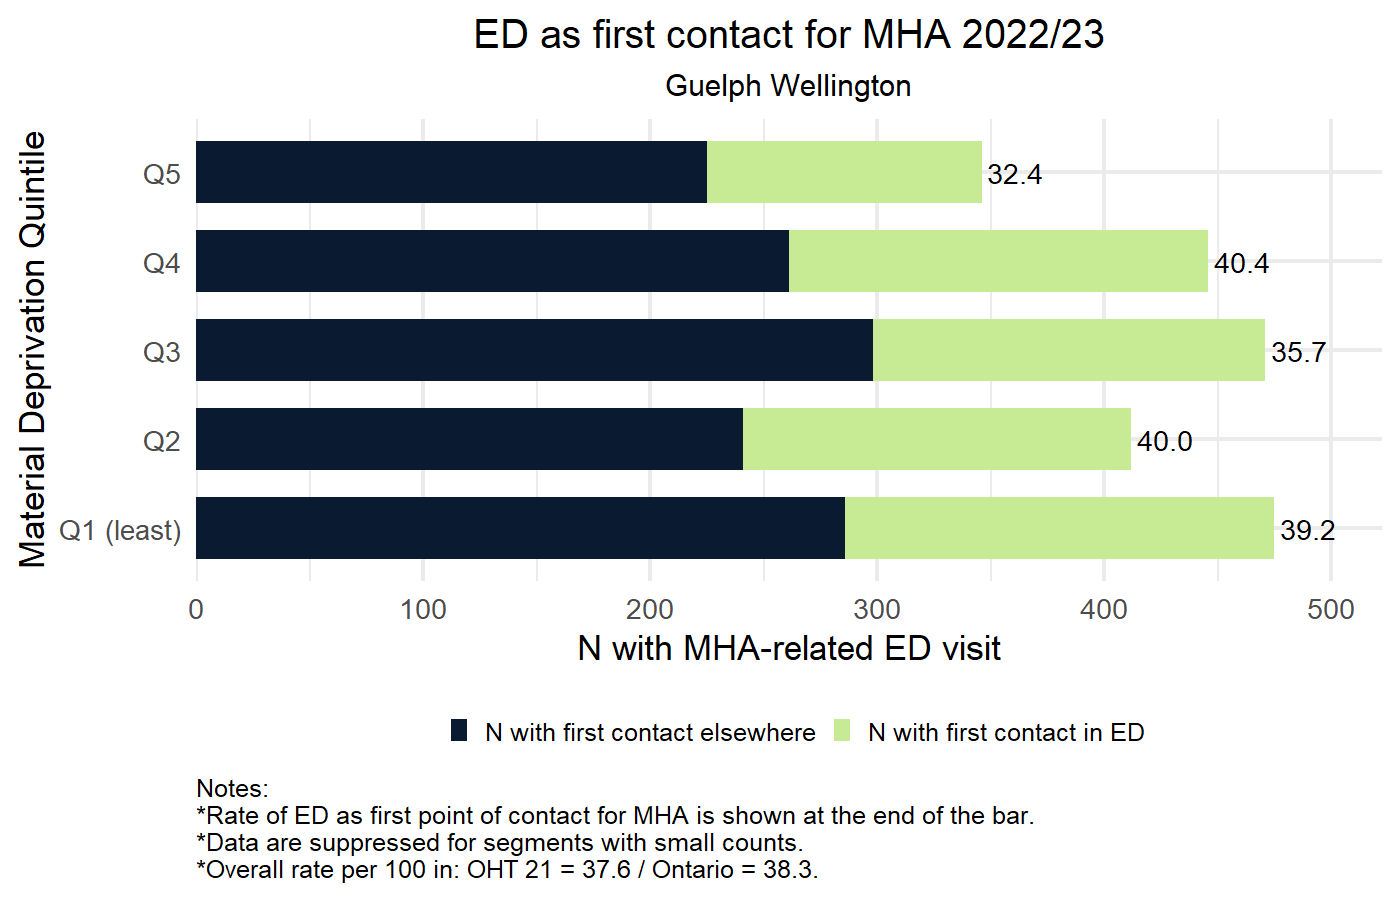 ED as first contact for MHA 2022/23
Guelph Wellington
Material Deprivation Quintile
Q5
32.4
Q4
40.4
Q3
35.7
Q2
40.0
Q1 (least)
39.2
0 100 200 300 400 500
N with MHA-related ED visit
N with first contact elsewhere N with first contact in ED
Notes:
*Rate of ED as first point of contact for MHA is shown at the end of the bar.
*Data are suppressed for segments with small counts.
*Overall rate per 100 in: OHT 21 = 37.6 / Ontario = 38.3.